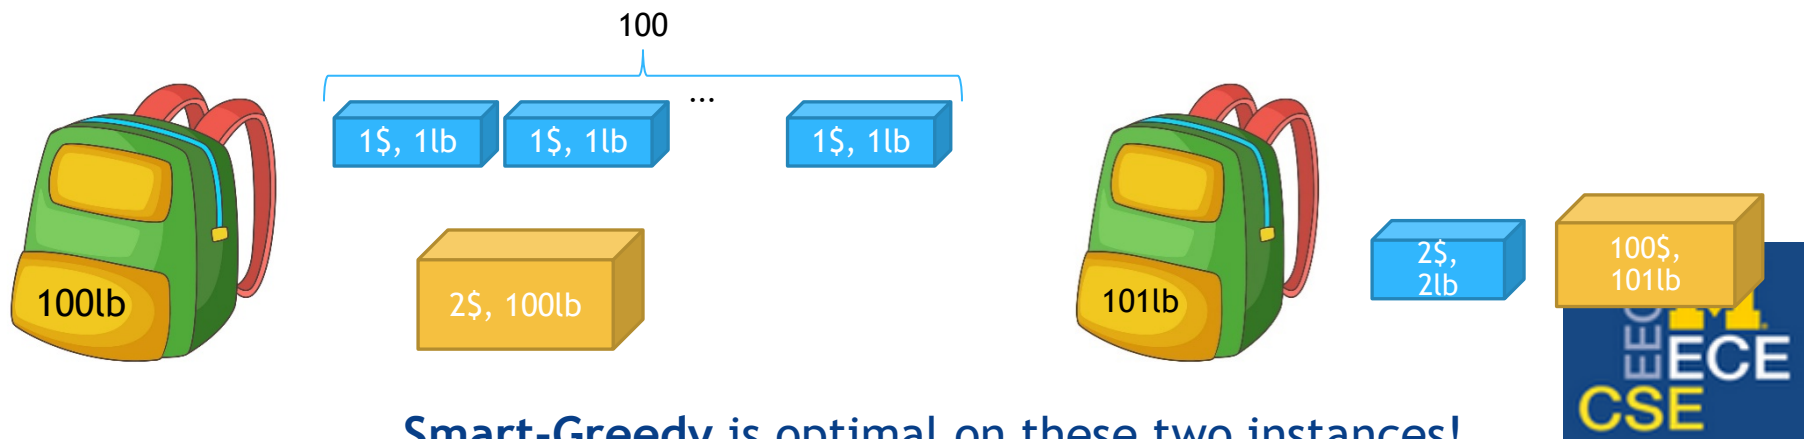 100
1$, 1lb
1$, 1lb
...
1$, 1lb
100lb
2$, 100lb
101lb
2$,
2lb
100$,
101lb
M
EEC
ECE
CSE
Smart-Greedy is optimal on these two instances!